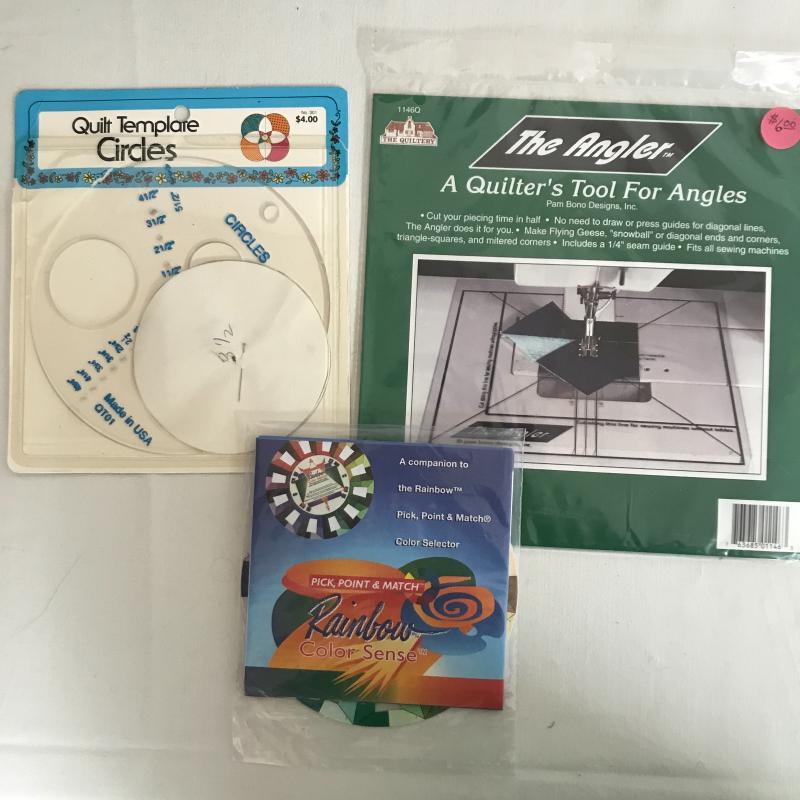 Quilt Template
Circles
No. 301
$4.00
4 1/2"
5 1/2"
3 1/2"
2 1/2"
1 1/2"
CIRCLES
8 1/2
Made in USA
QT01
1146Q
THE QUILTERY
The Angler™
$6.00
A Quilter's Tool For Angles
Pam Bono Designs, Inc.
• Cut your piecing time in half • No need to draw or press guides for diagonal lines,
The Angler does it for you. • Make Flying Geese, "snowball" or diagonal ends and corners,
triangle-squares, and mitered corners • Includes a 1/4" seam guide • Fits all sewing machines
The Angler
A companion to
the Rainbow™
Pick, Point & Match®
Color Selector
PICK, POINT & MATCH™
Rainbow
Color Sense™